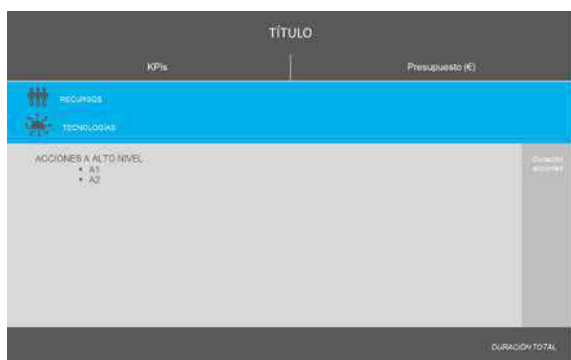 TÍTULO
KPIs
Presupuesto (€)
RECURSOS
TECNOLOGÍAS
ACCIONES A ALTO NIVEL
• A1
• A2
Duración
acciones
DURACIÓN TOTAL